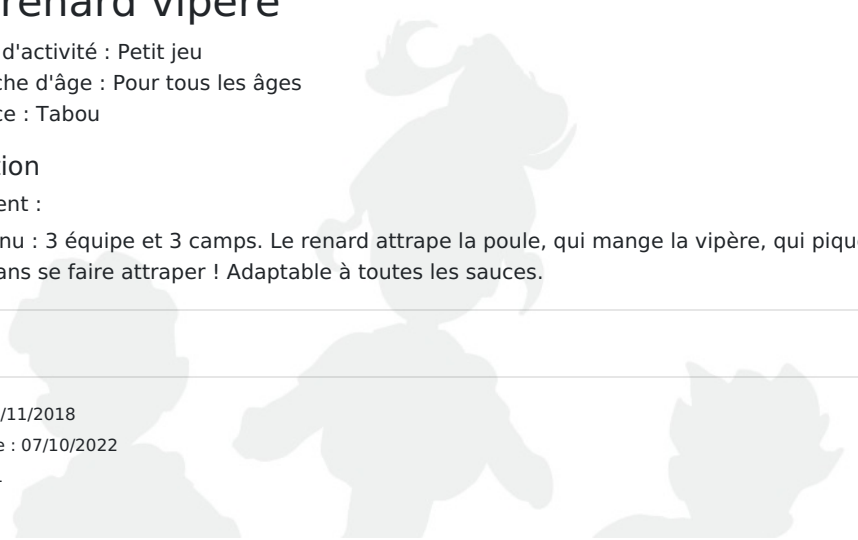 renard vipère
d'activité : Petit jeu
che d'âge : Pour tous les âges
ce : Tabou
ion
ent :
nu : 3 équipe et 3 camps. Le renard attrape la poule, qui mange la vipère, qui piqu
ans se faire attraper ! Adaptable à toutes les sauces.
/11/2018
e : 07/10/2022